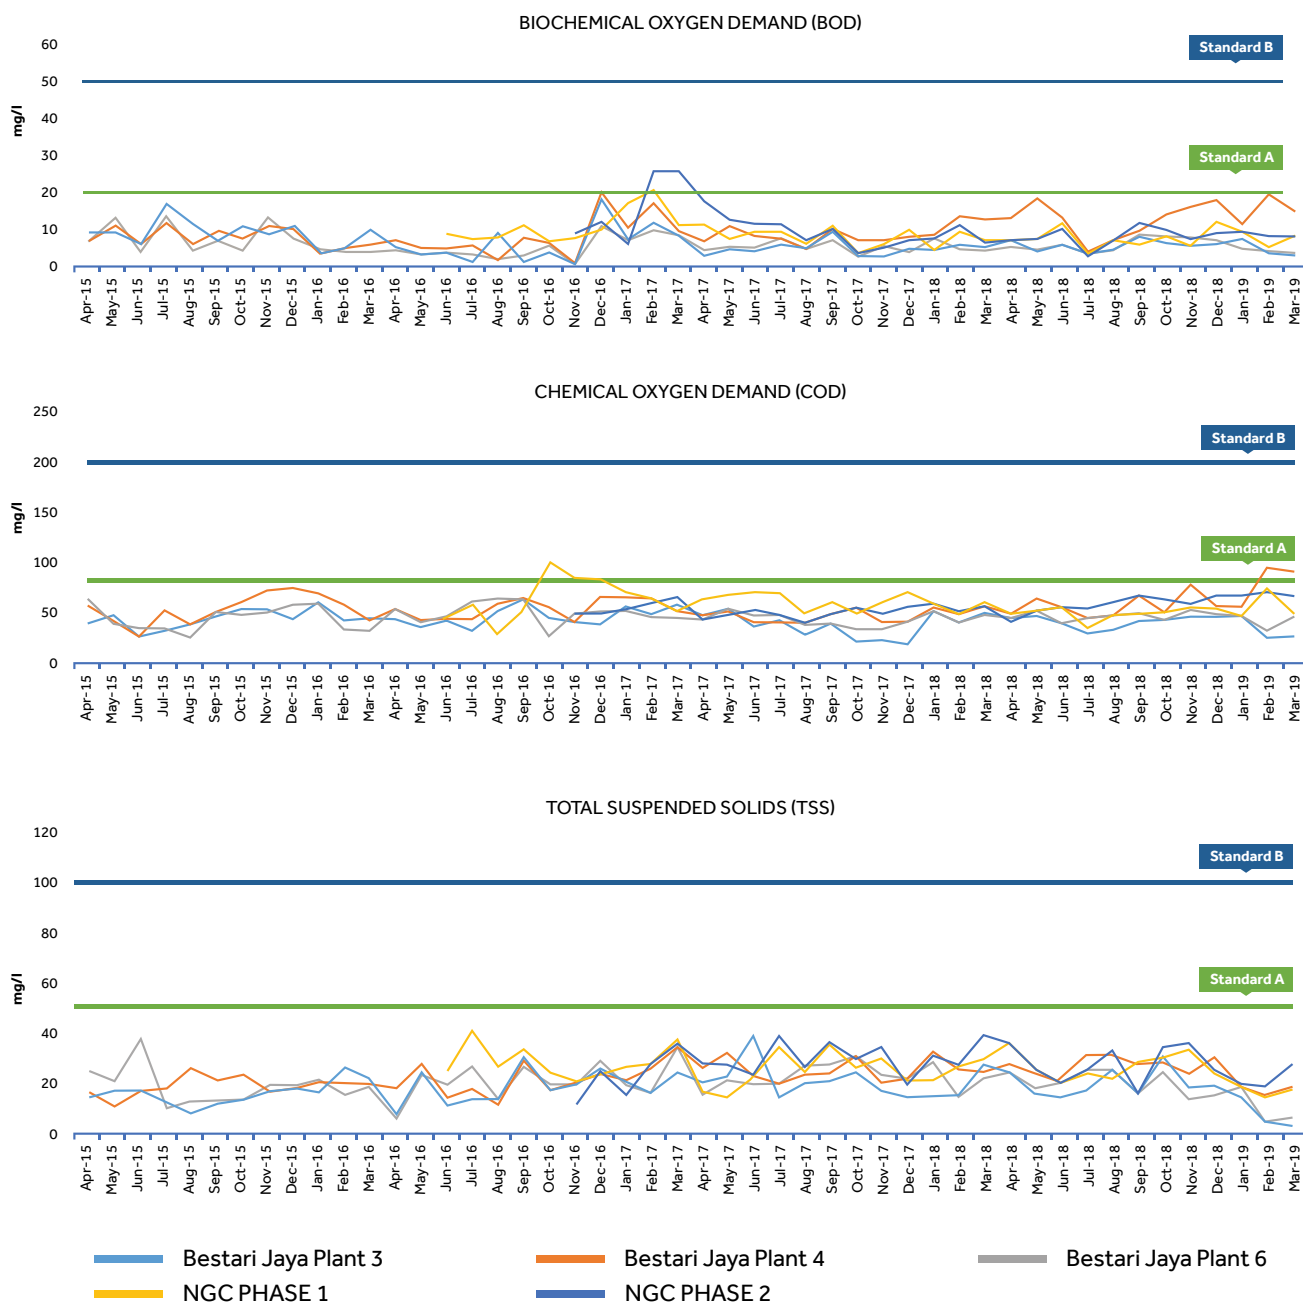 BIOCHEMICAL OXYGEN DEMAND (BOD)
60
50
40
30
20
10
0
mg/l
Standard B
Standard A
Apr-15 May-15 Jun-15 Jul-15 Aug-15 Sep-15 Oct-15 Nov-15 Dec-15 Jan-16 Feb-16 Mar-16 Apr-16 May-16 Jun-16 Jul-16 Aug-16 Sep-16 Oct-16 Nov-16 Dec-16 Jan-17 Feb-17 Mar-17 Apr-17 May-17 Jun-17 Jul-17 Aug-17 Sep-17 Oct-17 Nov-17 Dec-17 Jan-18 Feb-18 Mar-18 Apr-18 May-18 Jun-18 Jul-18 Aug-18 Sep-18 Oct-18 Nov-18 Dec-18 Jan-19 Feb-19 Mar-19
CHEMICAL OXYGEN DEMAND (COD)
250
200
150
100
50
0
mg/l
Standard B
Standard A
Apr-15 May-15 Jun-15 Jul-15 Aug-15 Sep-15 Oct-15 Nov-15 Dec-15 Jan-16 Feb-16 Mar-16 Apr-16 May-16 Jun-16 Jul-16 Aug-16 Sep-16 Oct-16 Nov-16 Dec-16 Jan-17 Feb-17 Mar-17 Apr-17 May-17 Jun-17 Jul-17 Aug-17 Sep-17 Oct-17 Nov-17 Dec-17 Jan-18 Feb-18 Mar-18 Apr-18 May-18 Jun-18 Jul-18 Aug-18 Sep-18 Oct-18 Nov-18 Dec-18 Jan-19 Feb-19 Mar-19
TOTAL SUSPENDED SOLIDS (TSS)
120
100
80
60
40
20
0
mg/l
Standard B
Standard A
Apr-15 May-15 Jun-15 Jul-15 Aug-15 Sep-15 Oct-15 Nov-15 Dec-15 Jan-16 Feb-16 Mar-16 Apr-16 May-16 Jun-16 Jul-16 Aug-16 Sep-16 Oct-16 Nov-16 Dec-16 Jan-17 Feb-17 Mar-17 Apr-17 May-17 Jun-17 Jul-17 Aug-17 Sep-17 Oct-17 Nov-17 Dec-17 Jan-18 Feb-18 Mar-18 Apr-18 May-18 Jun-18 Jul-18 Aug-18 Sep-18 Oct-18 Nov-18 Dec-18 Jan-19 Feb-19 Mar-19
Bestari Jaya Plant 3 Bestari Jaya Plant 4 Bestari Jaya Plant 6
NGC PHASE 1 NGC PHASE 2